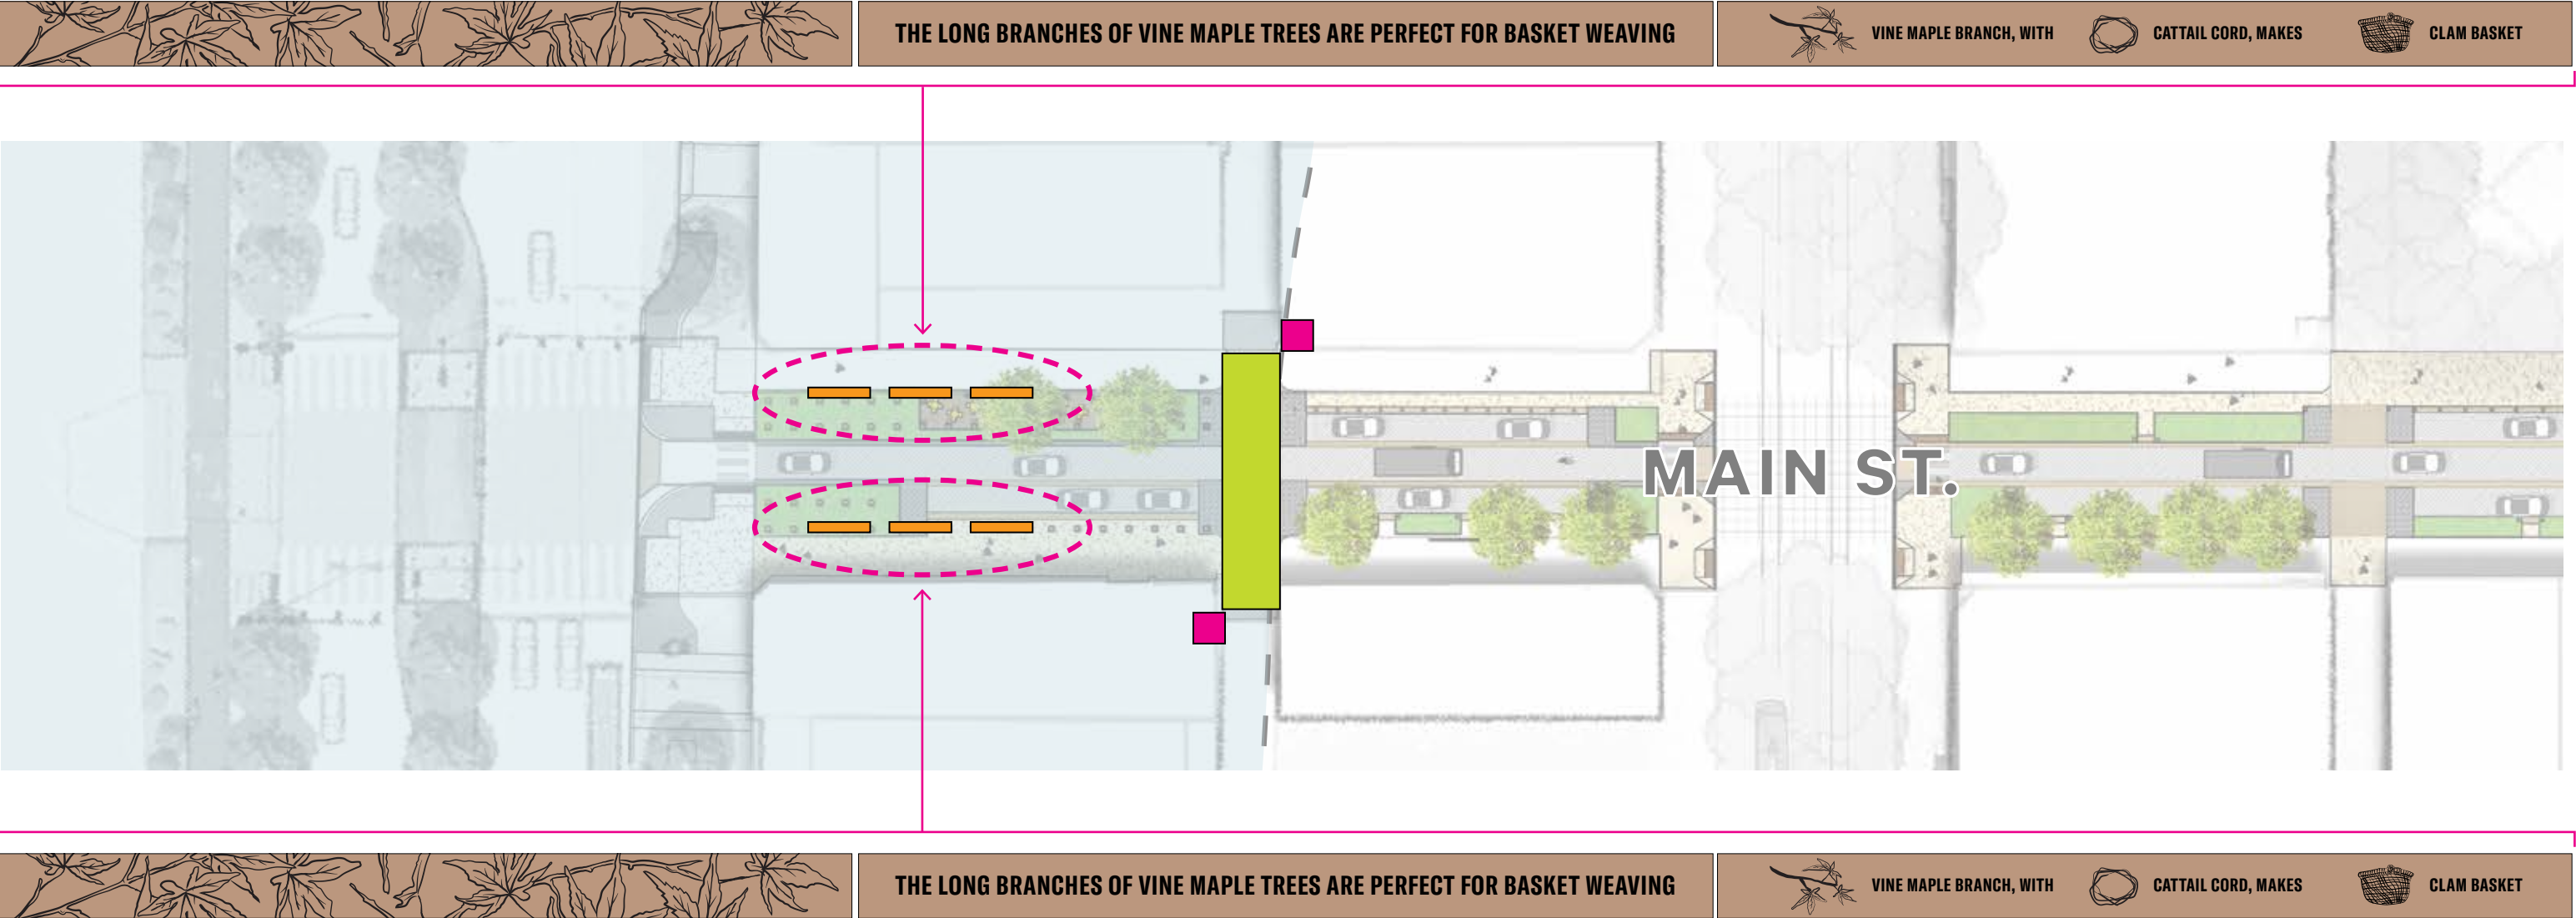 THE LONG BRANCHES OF VINE MAPLE TREES ARE PERFECT FOR BASKET WEAVING
VINE MAPLE BRANCH, WITH
CATTAIL CORD, MAKES
CLAM BASKET
MAIN ST.
THE LONG BRANCHES OF VINE MAPLE TREES ARE PERFECT FOR BASKET WEAVING
VINE MAPLE BRANCH, WITH
CATTAIL CORD, MAKES
CLAM BASKET